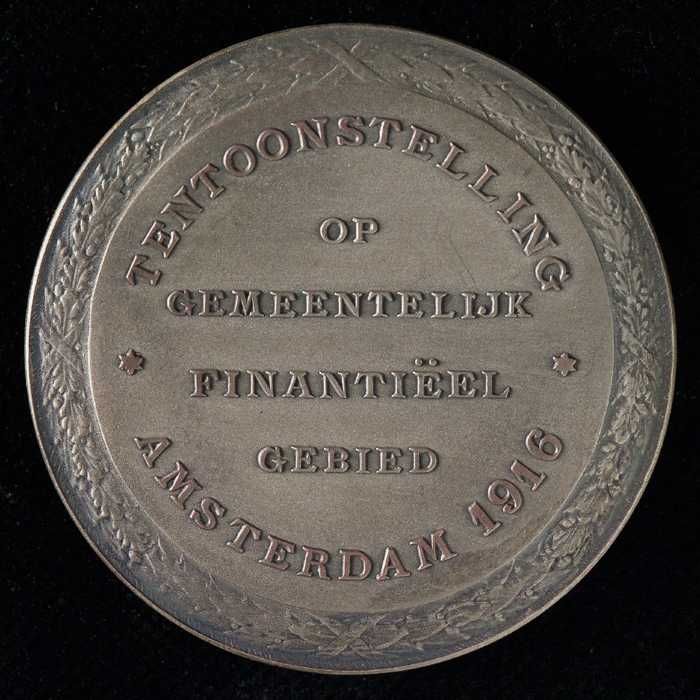 TENTOONSTELLING
OP
GEMEENTELIJK
FINANTIËEL
GEBIED
AMSTERDAM 1916